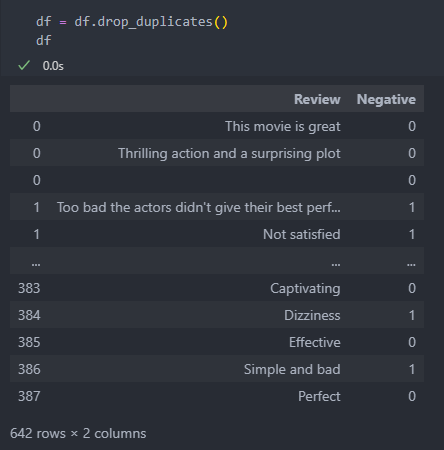 df = df.drop_duplicates()
df
0.0s
Review Negative
0 This movie is great 0
0 Thrilling action and a surprising plot 0
0 0
1 Too bad the actors didn't give their best perf... 1
1 Not satisfied 1
... ... ...
383 Captivating 0
384 Dizziness 1
385 Effective 0
386 Simple and bad 1
387 Perfect 0
642 rows × 2 columns